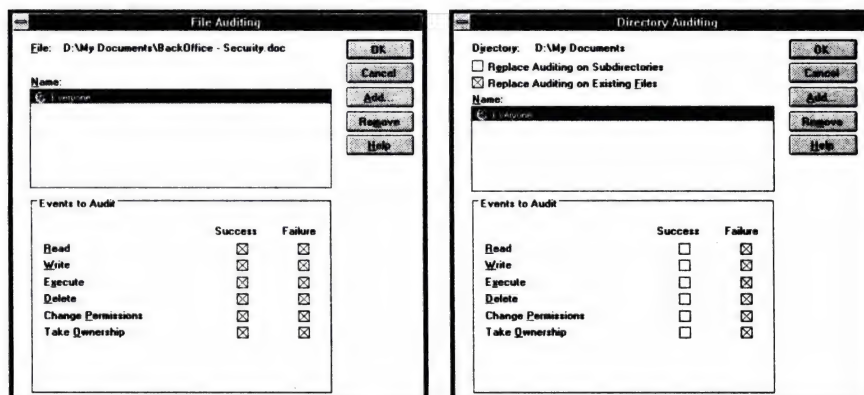 File Auditing
File: D:\My Documents\BackOffice - Security.doc
OK
Cancel
Name:
Everyone
Add...
Remove
Help
Events to Audit
Success Failure
Read
Write
Execute
Delete
Change Permissions
Take Ownership
Directory Auditing
Directory: D:\My Documents
OK
Replace Auditing on Subdirectories
Cancel
Replace Auditing on Existing Files
Name:
Everyone
Add...
Remove
Help
Events to Audit
Success Failure
Read
Write
Execute
Delete
Change Permissions
Take Ownership